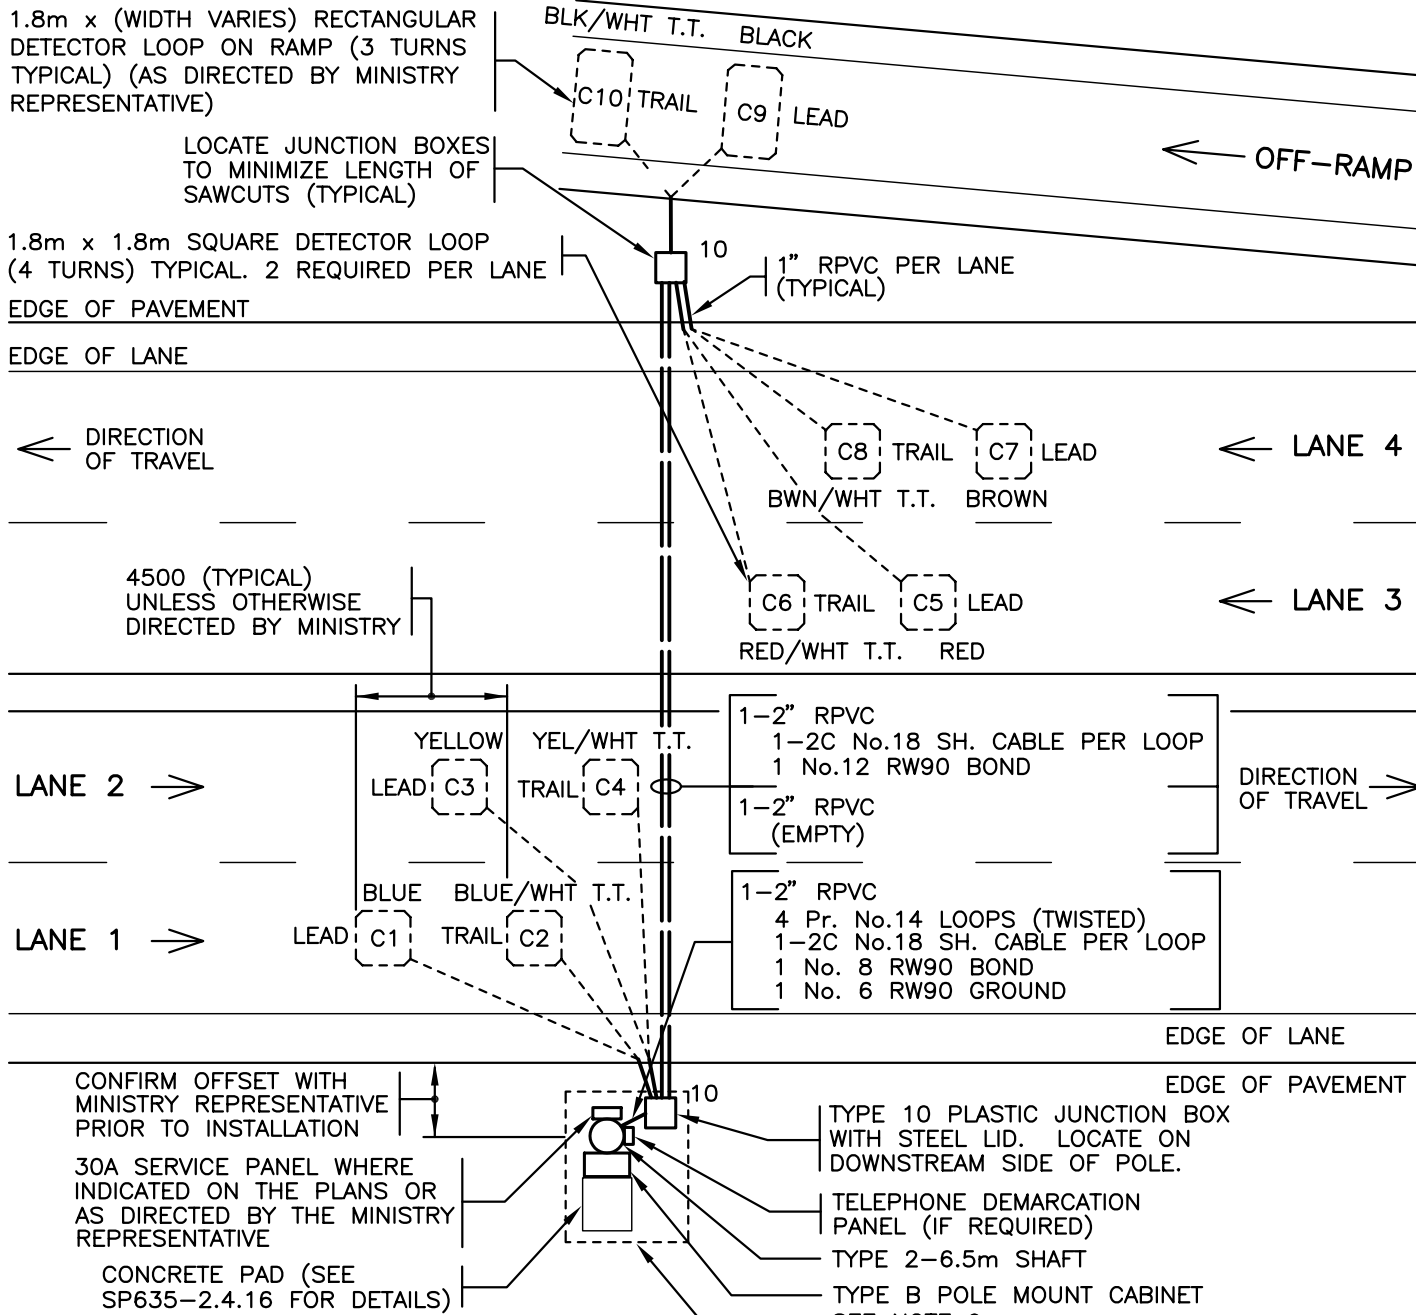 1.8m x (WIDTH VARIES) RECTANGULAR
DETECTOR LOOP ON RAMP (3 TURNS
TYPICAL) (AS DIRECTED BY MINISTRY
REPRESENTATIVE)
BLK/WHT T.T. BLACK
C10 TRAIL
C9 LEAD
OFF-RAMP
LOCATE JUNCTION BOXES
TO MINIMIZE LENGTH OF
SAWCUTS (TYPICAL)
1.8m x 1.8m SQUARE DETECTOR LOOP
(4 TURNS) TYPICAL. 2 REQUIRED PER LANE
10
1" RPVC PER LANE
(TYPICAL)
EDGE OF PAVEMENT
EDGE OF LANE
DIRECTION
OF TRAVEL
C8 TRAIL
C7 LEAD
LANE 4
BWN/WHT T.T. BROWN
4500 (TYPICAL)
UNLESS OTHERWISE
DIRECTED BY MINISTRY
C6 TRAIL
C5 LEAD
LANE 3
RED/WHT T.T. RED
YELLOW YEL/WHT T.T.
LANE 2
LEAD C3
TRAIL C4
1-2" RPVC
1-2C No.18 SH. CABLE PER LOOP
1 No.12 RW90 BOND
1-2" RPVC
(EMPTY)
DIRECTION
OF TRAVEL
BLUE BLUE/WHT T.T.
LANE 1
LEAD C1
TRAIL C2
1-2" RPVC
4 Pr. No.14 LOOPS (TWISTED)
1-2C No.18 SH. CABLE PER LOOP
1 No. 8 RW90 BOND
1 No. 6 RW90 GROUND
EDGE OF LANE
EDGE OF PAVEMENT
CONFIRM OFFSET WITH
MINISTRY REPRESENTATIVE
PRIOR TO INSTALLATION
10
TYPE 10 PLASTIC JUNCTION BOX
WITH STEEL LID. LOCATE ON
DOWNSTREAM SIDE OF POLE.
30A SERVICE PANEL WHERE
INDICATED ON THE PLANS OR
AS DIRECTED BY THE MINISTRY
REPRESENTATIVE
TELEPHONE DEMARCATION
PANEL (IF REQUIRED)
TYPE 2-6.5m SHAFT
CONCRETE PAD (SEE
SP635-2.4.16 FOR DETAILS)
TYPE B POLE MOUNT CABINET